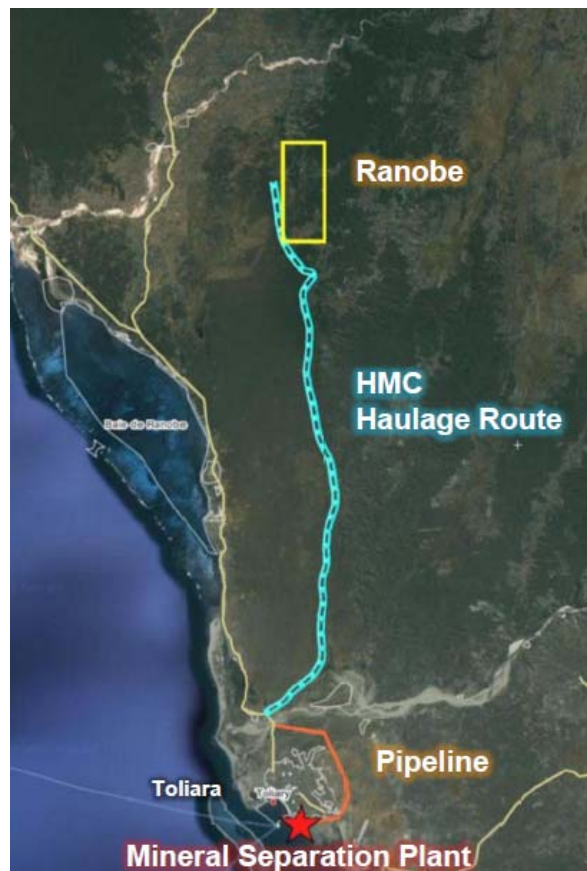 Ranobe
HMC
Haulage Route
Baie de Ranobe
Pipeline
Toliara
Toliary
Mineral Separation Plant